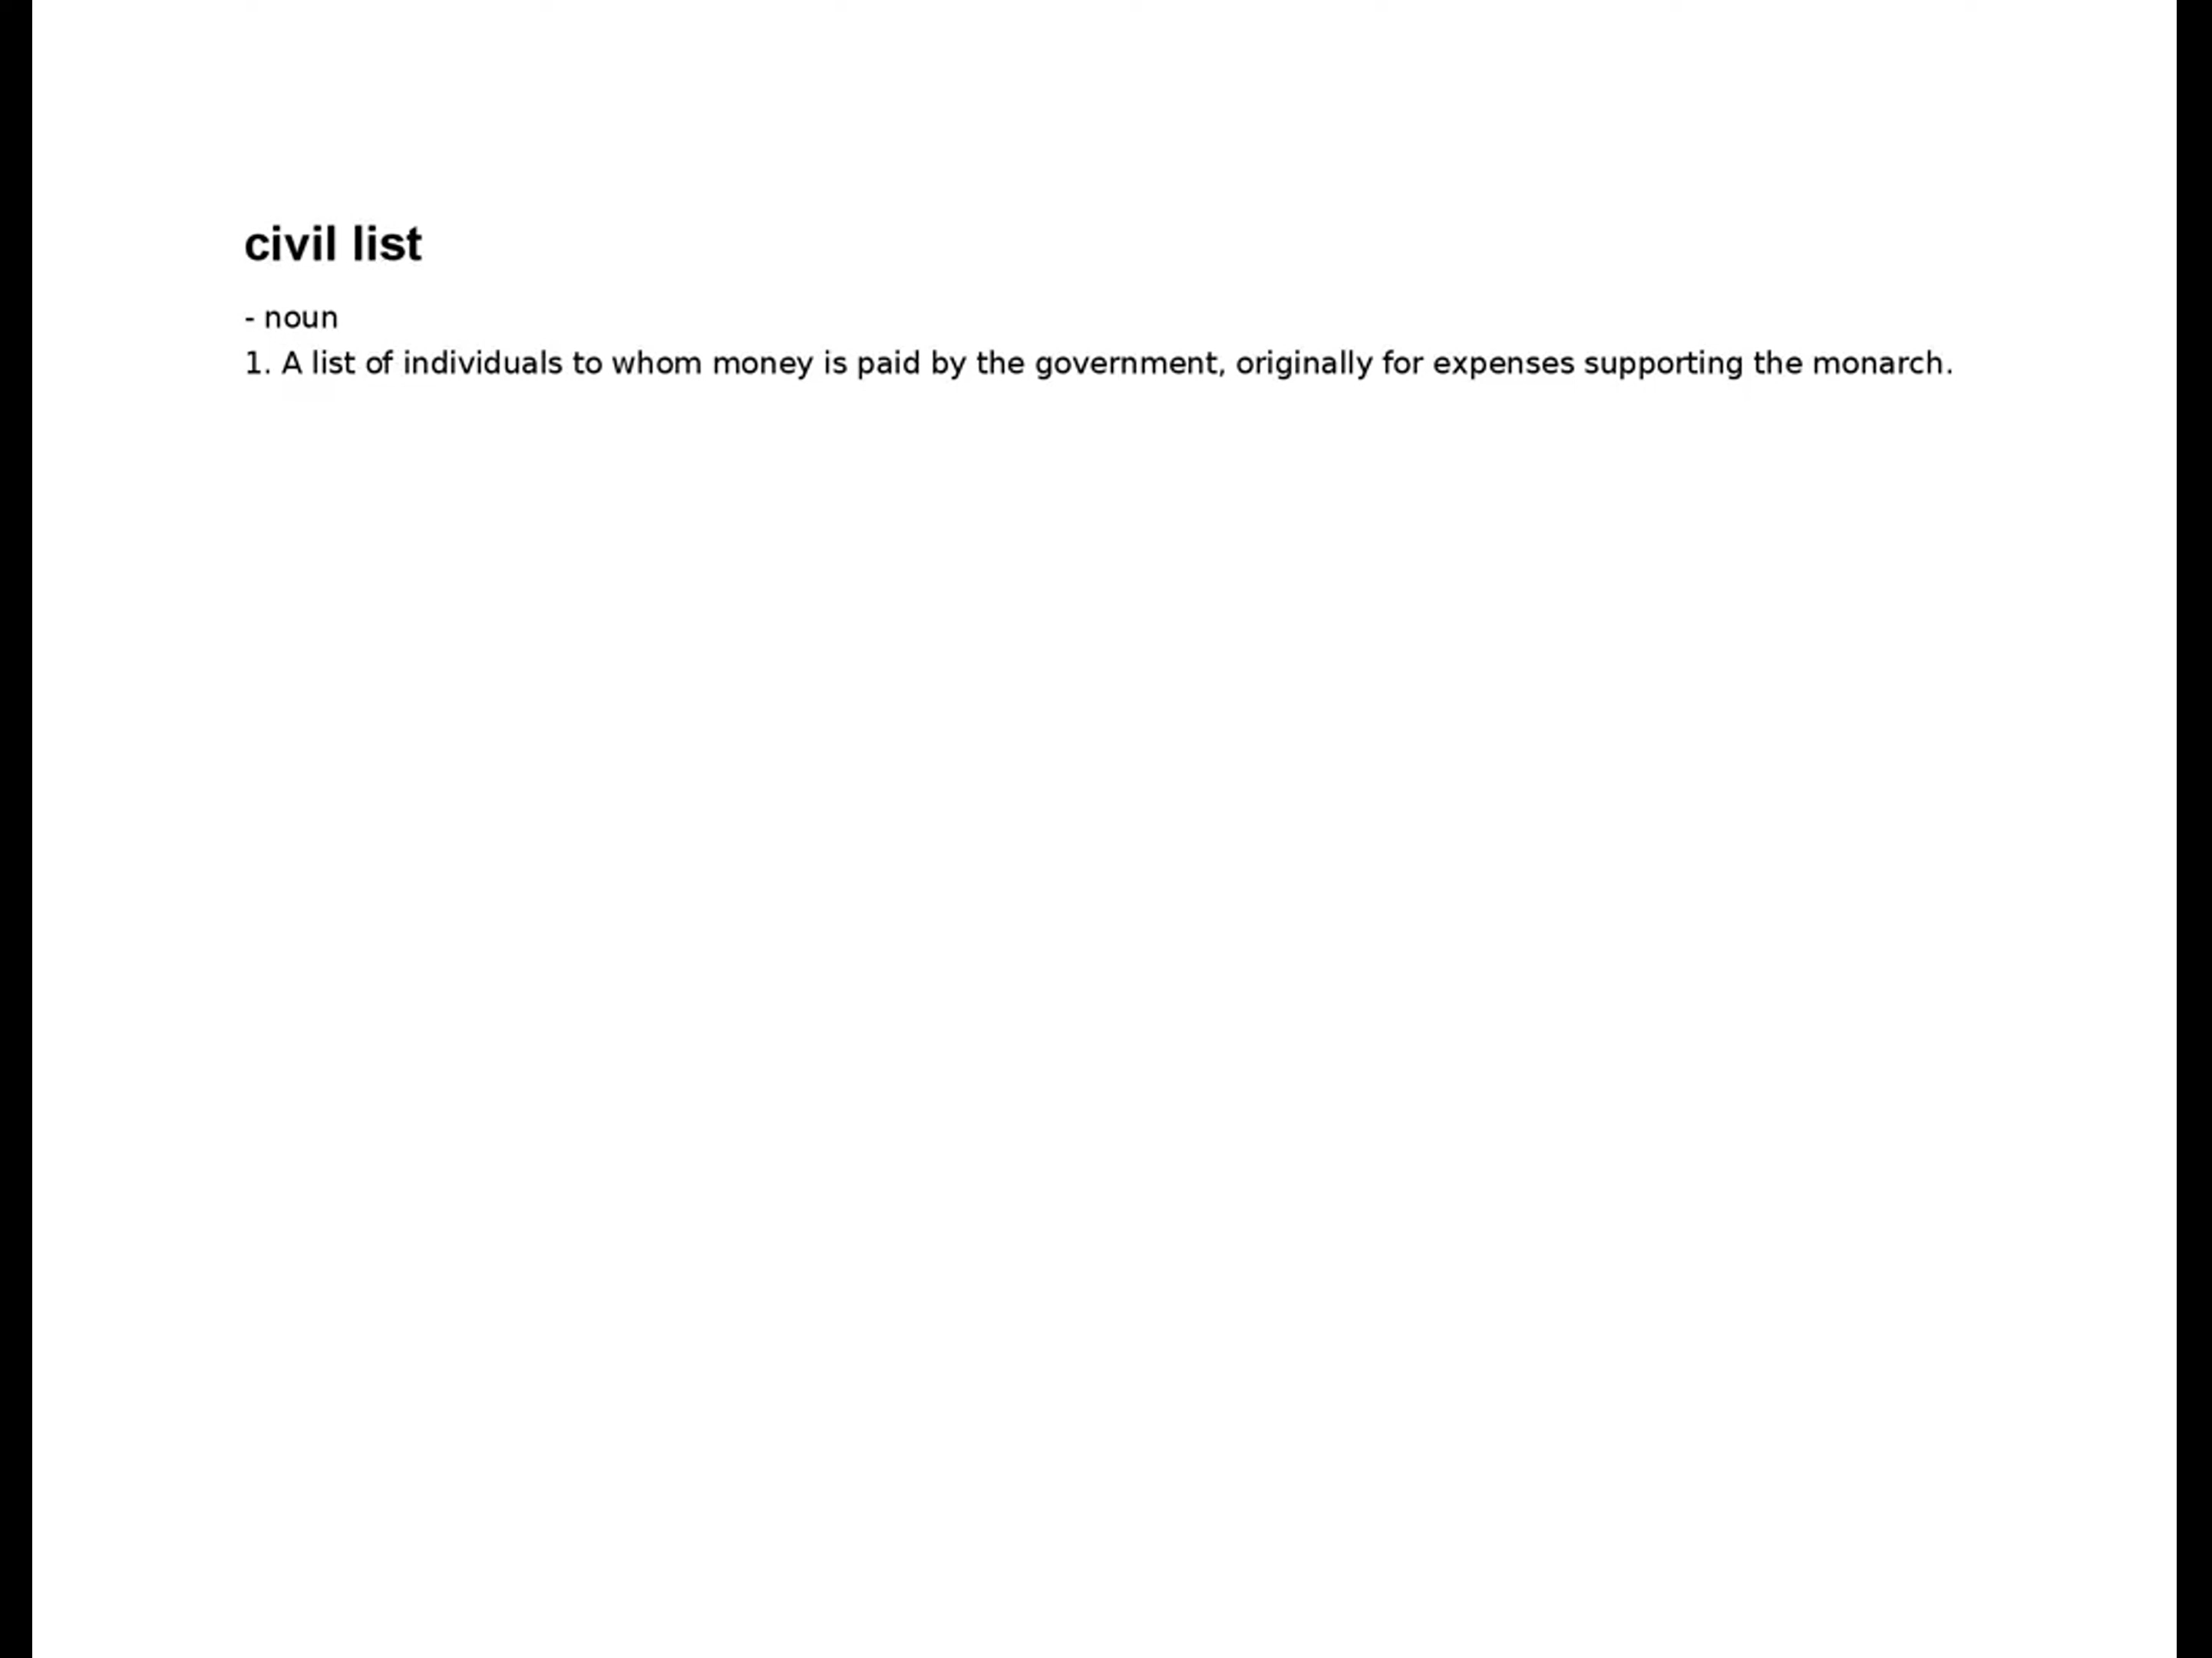 civil list
- noun
1. A list of individuals to whom money is paid by the government, originally for expenses supporting the monarch.